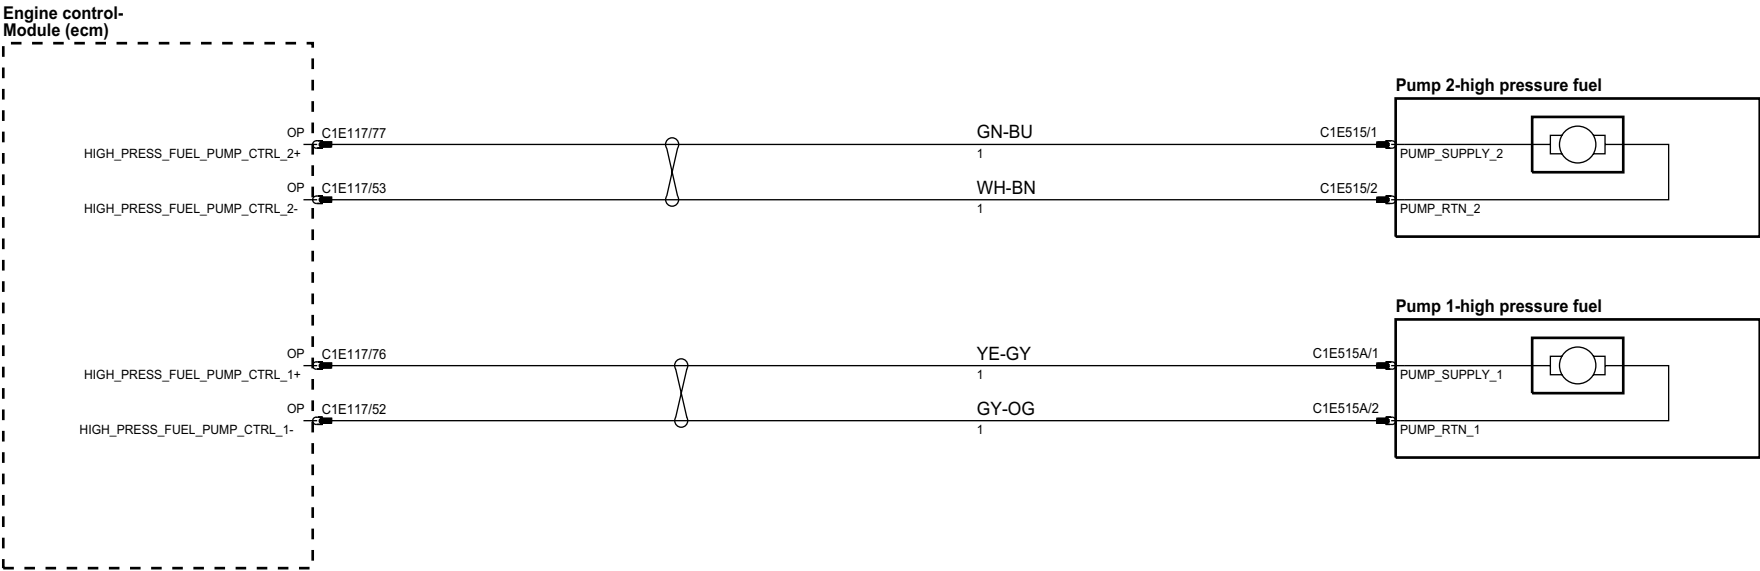 Engine control-
Module (ecm)
Pump 2-high pressure fuel
OP C1E117/77 GN-BU C1E515/1
HIGH_PRESS_FUEL_PUMP_CTRL_2+ 1 PUMP_SUPPLY_2
OP C1E117/53 WH-BN C1E515/2
HIGH_PRESS_FUEL_PUMP_CTRL_2- 1 PUMP_RTN_2
Pump 1-high pressure fuel
OP C1E117/76 YE-GY C1E515A/1
HIGH_PRESS_FUEL_PUMP_CTRL_1+ 1 PUMP_SUPPLY_1
OP C1E117/52 GY-OG C1E515A/2
HIGH_PRESS_FUEL_PUMP_CTRL_1- 1 PUMP_RTN_1